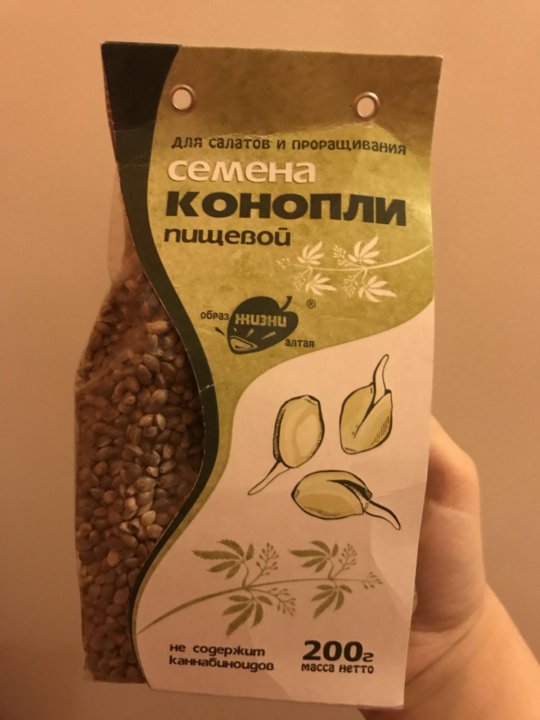 для салатов и проращивания
семена
конопли
пищевой
образ жизни ®
алтая
не содержит
каннабиноидов
200г
масса нетто